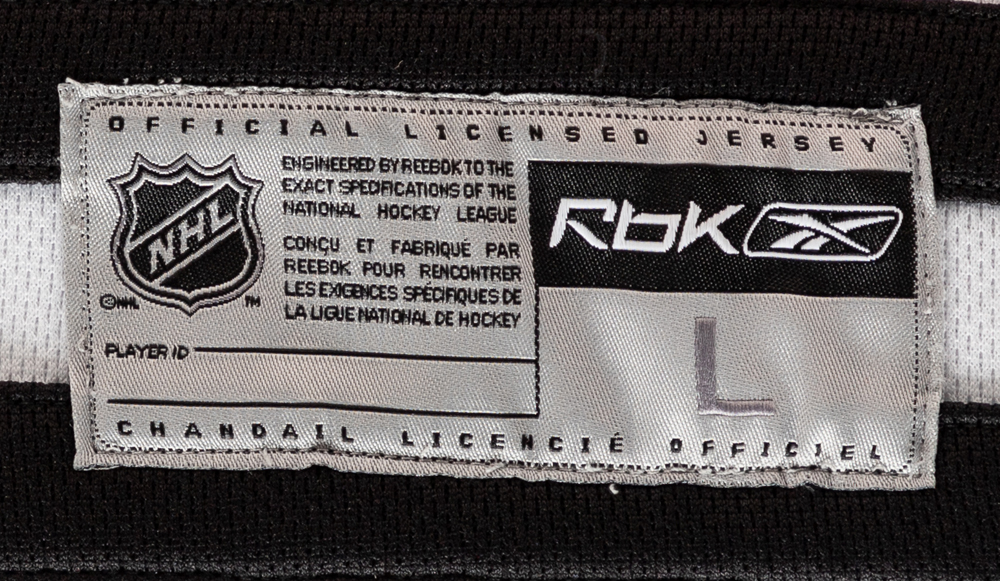 OFFICIAL LICENSED JERSEY
NHL
©NHL
TM
ENGINEERED BY REEBOK TO THE
EXACT SPECIFICATIONS OF THE
NATIONAL HOCKEY LEAGUE
CONÇU ET FABRIQUÉ PAR
REEBOK POUR RENCONTRER
LES EXIGENCES SPÉCIFIQUES DE
LA LIGUE NATIONAL DE HOCKEY
RbK
L
PLAYER ID
CHANDAIL LICENCIÉ OFFICIEL